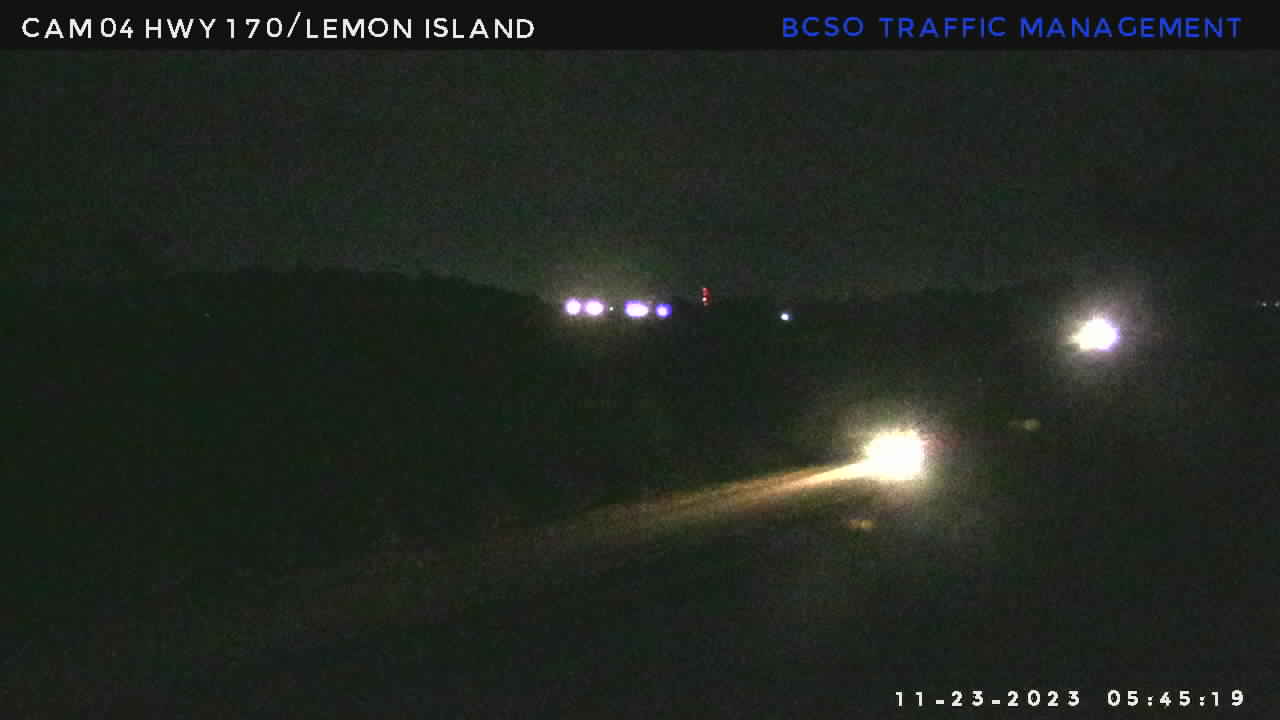 CAM04 HWY 170/LEMON ISLAND
BCSO TRAFFIC MANAGEMENT
11-23-2023 05:45:19